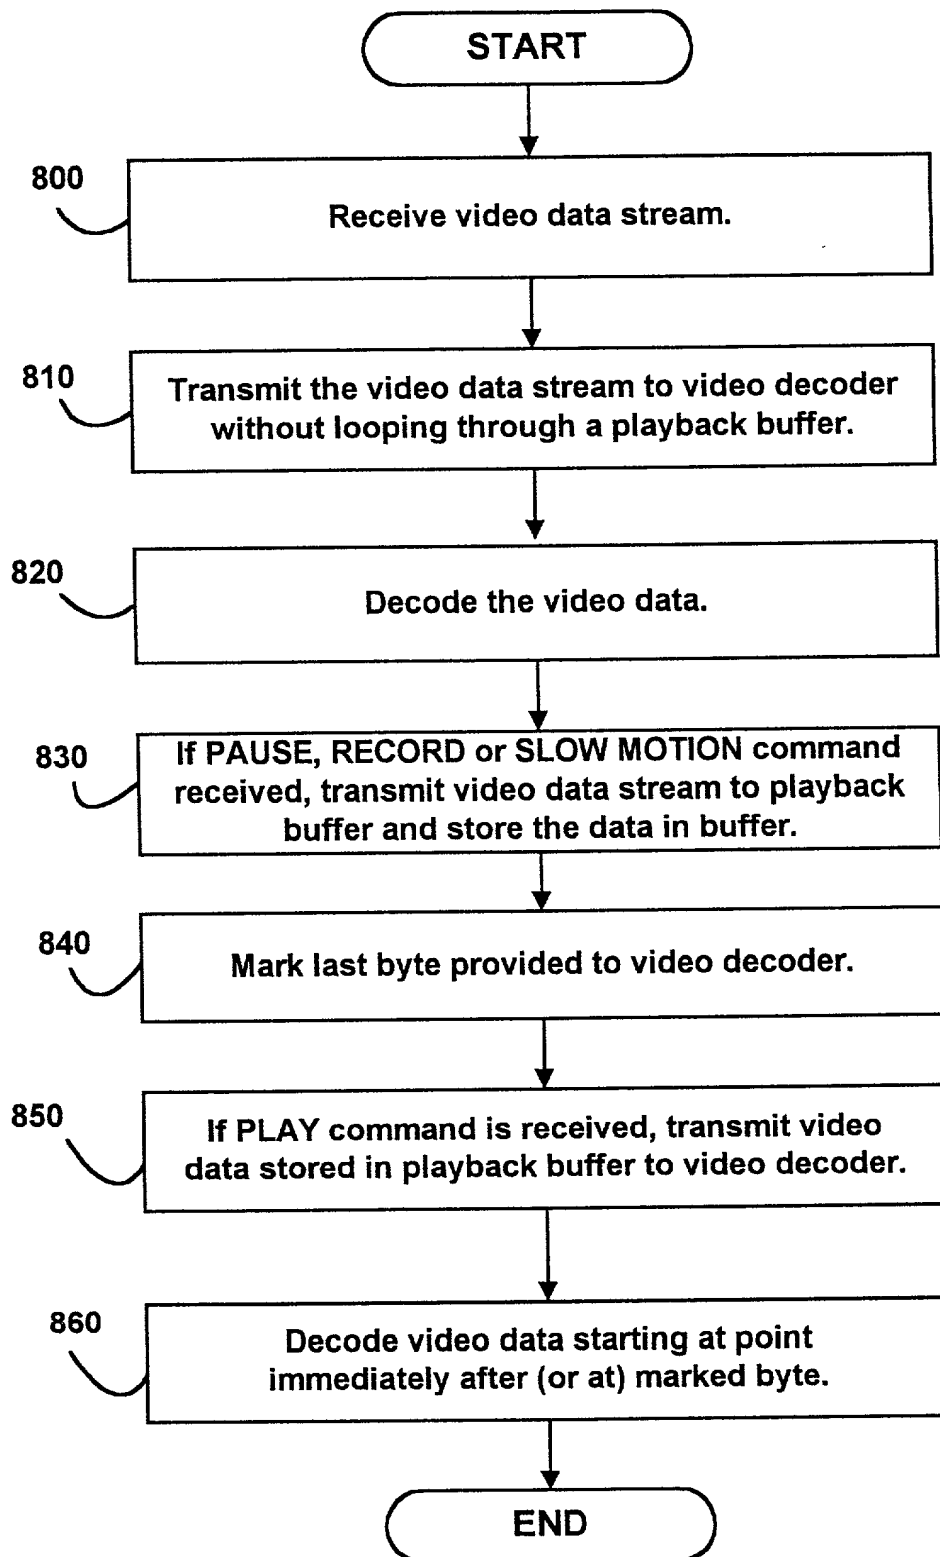 START
800
Receive video data stream.
810
Transmit the video data stream to video decoder
without looping through a playback buffer.
820
Decode the video data.
830
If PAUSE, RECORD or SLOW MOTION command
received, transmit video data stream to playback
buffer and store the data in buffer.
840
Mark last byte provided to video decoder.
850
If PLAY command is received, transmit video
data stored in playback buffer to video decoder.
860
Decode video data starting at point
immediately after (or at) marked byte.
END